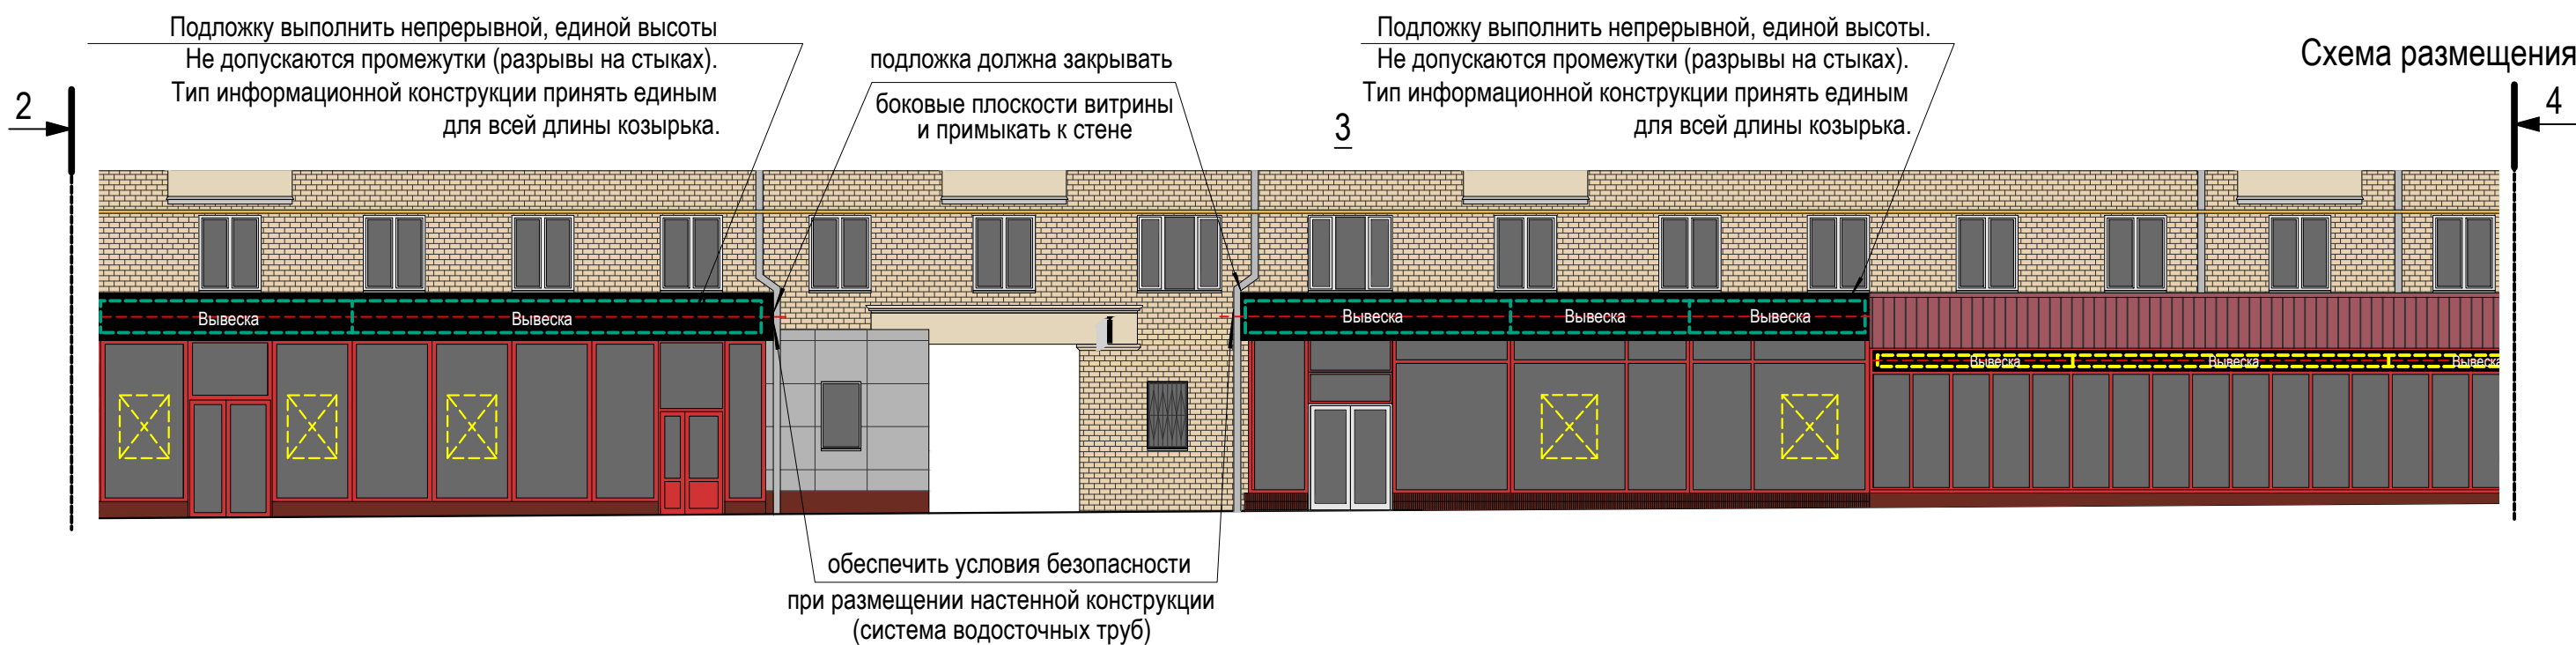 Подложку выполнить непрерывной, единой высоты
Не допускаются промежутки (разрывы на стыках).
Тип информационной конструкции принять единым
для всей длины козырька.
подложка должна закрывать
боковые плоскости витрины
и примыкать к стене
Подложку выполнить непрерывной, единой высоты.
Не допускаются промежутки (разрывы на стыках).
Тип информационной конструкции принять единым
для всей длины козырька.
Схема размещения
2
3
4
Вывеска
Вывеска
Вывеска
Вывеска
Вывеска
Вывеска
Вывеска
Вывеска
обеспечить условия безопасности
при размещении настенной конструкции
(система водосточных труб)